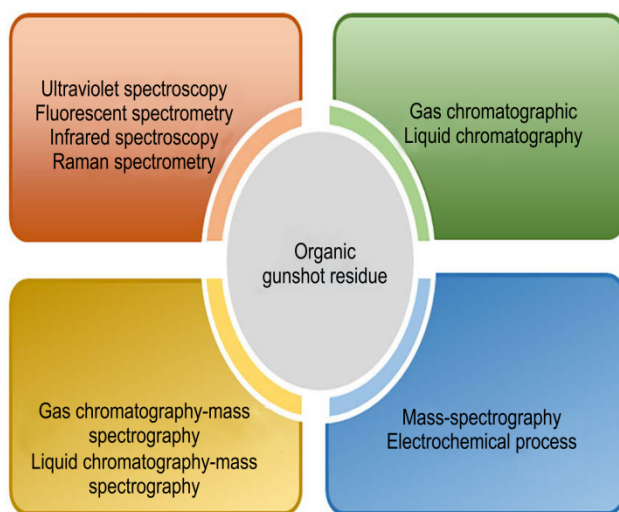 Ultraviolet spectroscopy
Fluorescent spectrometry
Infrared spectroscopy
Raman spectrometry
Gas chromatographic
Liquid chromatography
Organic
gunshot residue
Gas chromatography-mass
spectrography
Liquid chromatography-mass
spectrography
Mass-spectrography
Electrochemical process